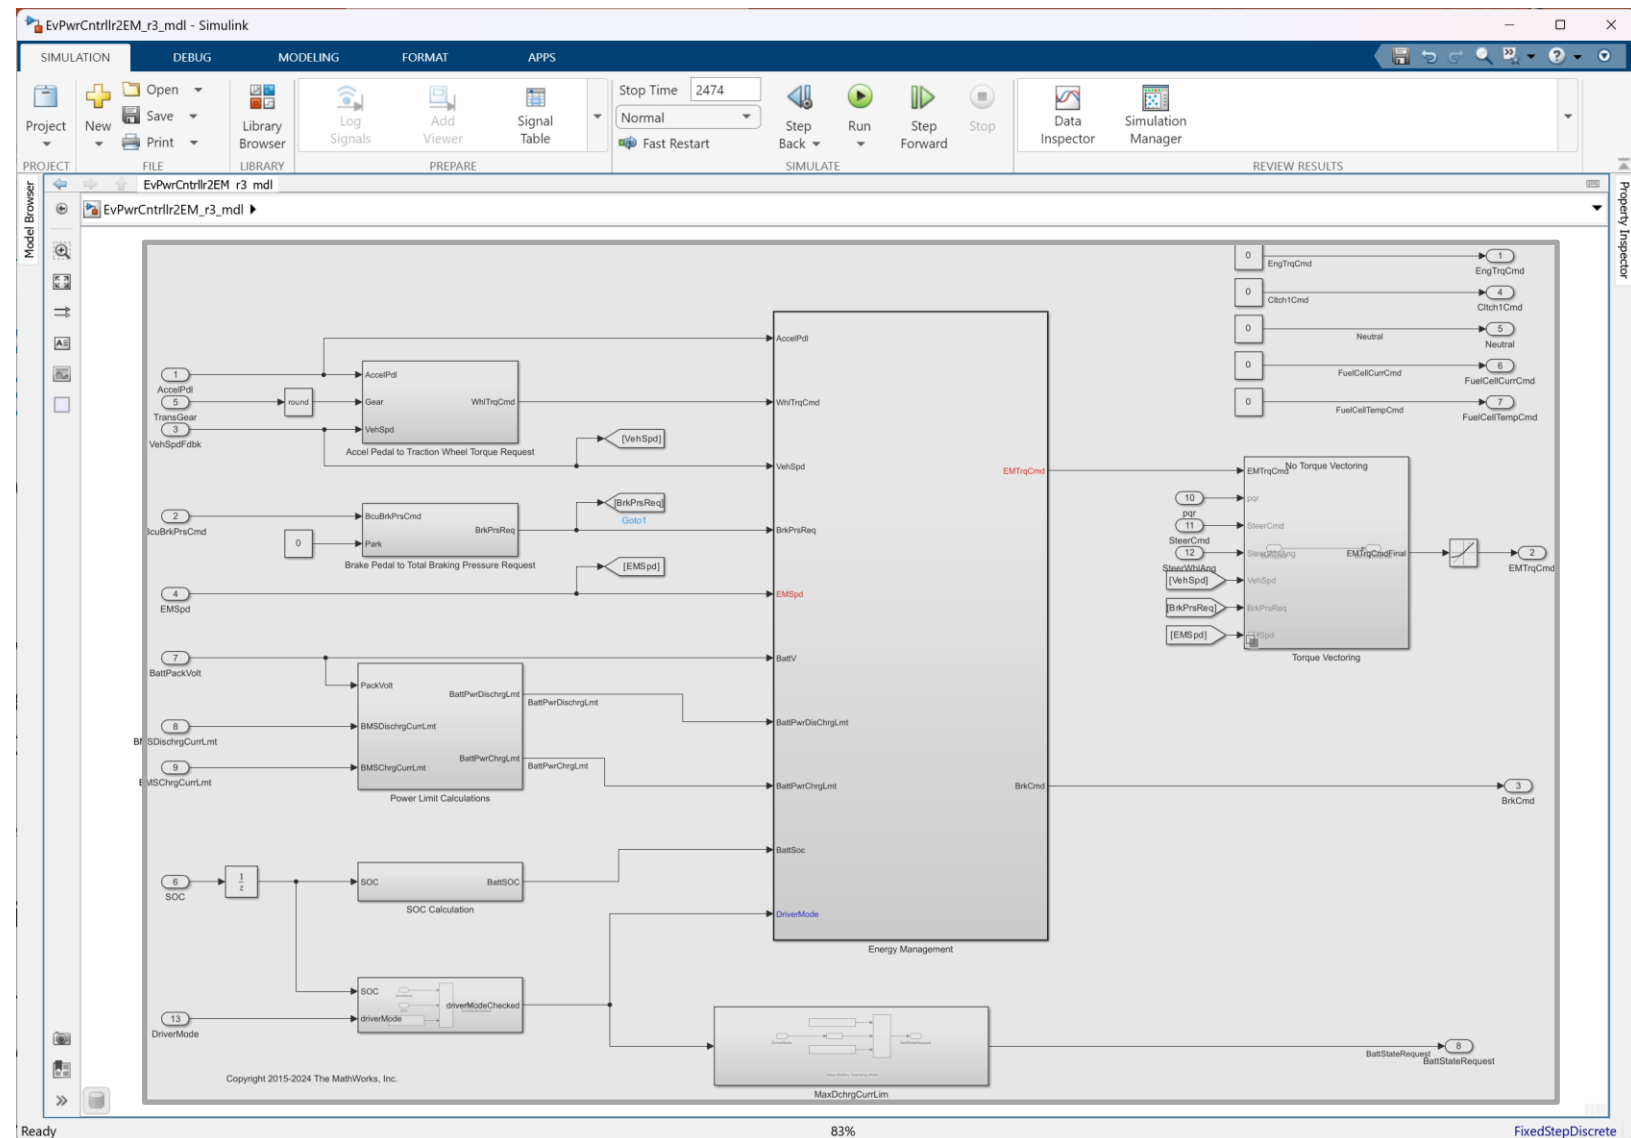 EvPwrCntrllr2EM_r3_mdl - Simulink
SIMULATION DEBUG MODELING FORMAT APPS
Project
New
Open
Save
Print
Library Browser
Log Signals
Add Viewer
Signal Table
Stop Time 2474
Normal
Fast Restart
Step Back
Run
Step Forward
Stop
Data Inspector
Simulation Manager
PROJECT FILE LIBRARY PREPARE SIMULATE REVIEW RESULTS
Model Browser
Property Inspector
EvPwrCntrllr2EM_r3_mdl
EvPwrCntrllr2EM_r3_mdl
0 EngTrqCmd 1
EngTrqCmd
0 Cltch1Cmd 4
Cltch1Cmd
0 Neutral 5
Neutral
0 FuelCellCurrCmd 6
FuelCellCurrCmd
0 FuelCellTempCmd 7
FuelCellTempCmd
1
AccelPdl
5
TransGear
3
VehSpdFdbk
round
AccelPdl
Gear WhlTrqCmd
VehSpd
Accel Pedal to Traction Wheel Torque Request
[VehSpd]
2
BcuBrkPrsCmd
0
BcuBrkPrsCmd
BrkPrsReq
Park
Brake Pedal to Total Braking Pressure Request
[BrkPrsReq]
Goto1
[EMSpd]
4
EMSpd
7
BattPackVolt
8
BMSDischrgCurrLmt
9
BMSChrgCurrLmt
PackVolt
BattPwrDischrgLmt
BattPwrDischrgLmt
BMSDischrgCurrLmt
BattPwrChrgLmt
BattPwrChrgLmt
BMSChrgCurrLmt
Power Limit Calculations
6
SOC
1
z
SOC BattSOC
SOC Calculation
13
DriverMode
SOC
driverModeChecked
driverMode
AccelPdl
WhlTrqCmd
VehSpd
BrkPrsReq
EMSpd
BattV
BattPwrDisChrgLmt
BattPwrChrgLmt
BattSoc
DriverMode
EMTrqCmd
BrkCmd
Energy Management
No Torque Vectoring
EMTrqCmd
10
pqr
pqr
11
SteerCmd
SteerCmd
12
SteerWhlAng
EMTrqCmdFinal
[VehSpd]
VehSpd
[BrkPrsReq]
BrkPrsReq
[EMSpd]
EMSpd
Torque Vectoring
2
EMTrqCmd
3
BrkCmd
MaxDchrgCurrLim
BattStateRequest
8
BattStateRequest
Copyright 2015-2024 The MathWorks, Inc.
Ready
83%
FixedStepDiscrete